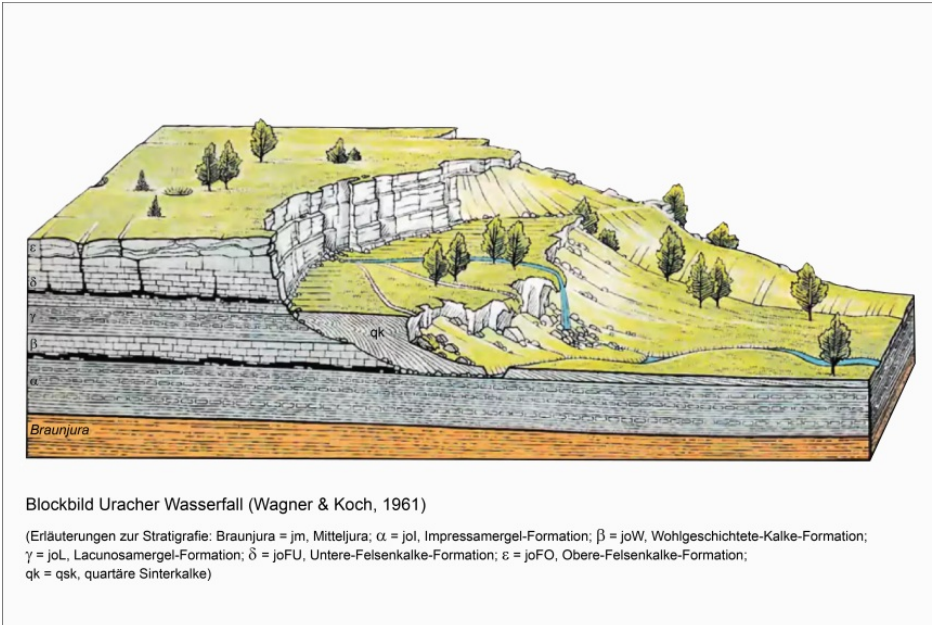 ε
δ
γ
β
α
qk
Braunjura
Blockbild Uracher Wasserfall (Wagner & Koch, 1961)
(Erläuterungen zur Stratigrafie: Braunjura = jm, Mitteljura; α = joI, Impressamergel-Formation; β = joW, Wohlgeschichtete-Kalke-Formation;
γ = joL, Lacunosamergel-Formation; δ = joFU, Untere-Felsenkalke-Formation; ε = joFO, Obere-Felsenkalke-Formation;
qk = qsk, quartäre Sinterkalke)